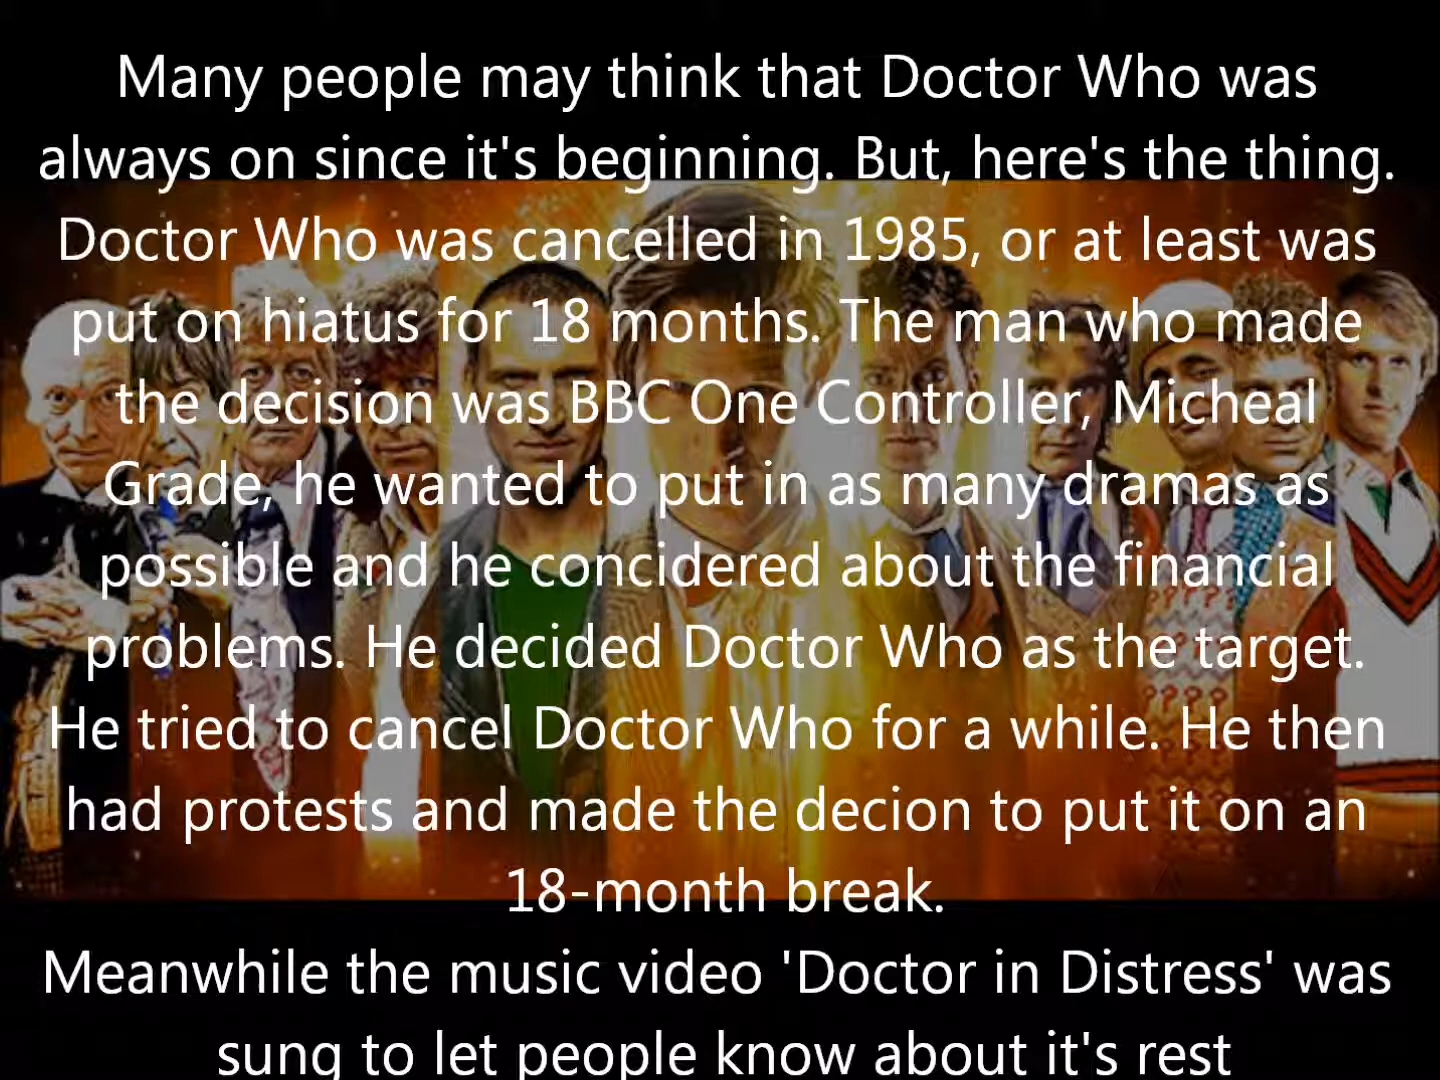 Many people may think that Doctor Who was
always on since it's beginning. But, here's the thing.
Doctor Who was cancelled in 1985, or at least was
put on hiatus for 18 months. The man who made
the decision was BBC One Controller, Micheal
Grade, he wanted to put in as many dramas as
possible and he concidered about the financial
problems. He decided Doctor Who as the target.
He tried to cancel Doctor Who for a while. He then
had protests and made the decion to put it on an
18-month break.
Meanwhile the music video 'Doctor in Distress' was
sung to let people know about it's rest